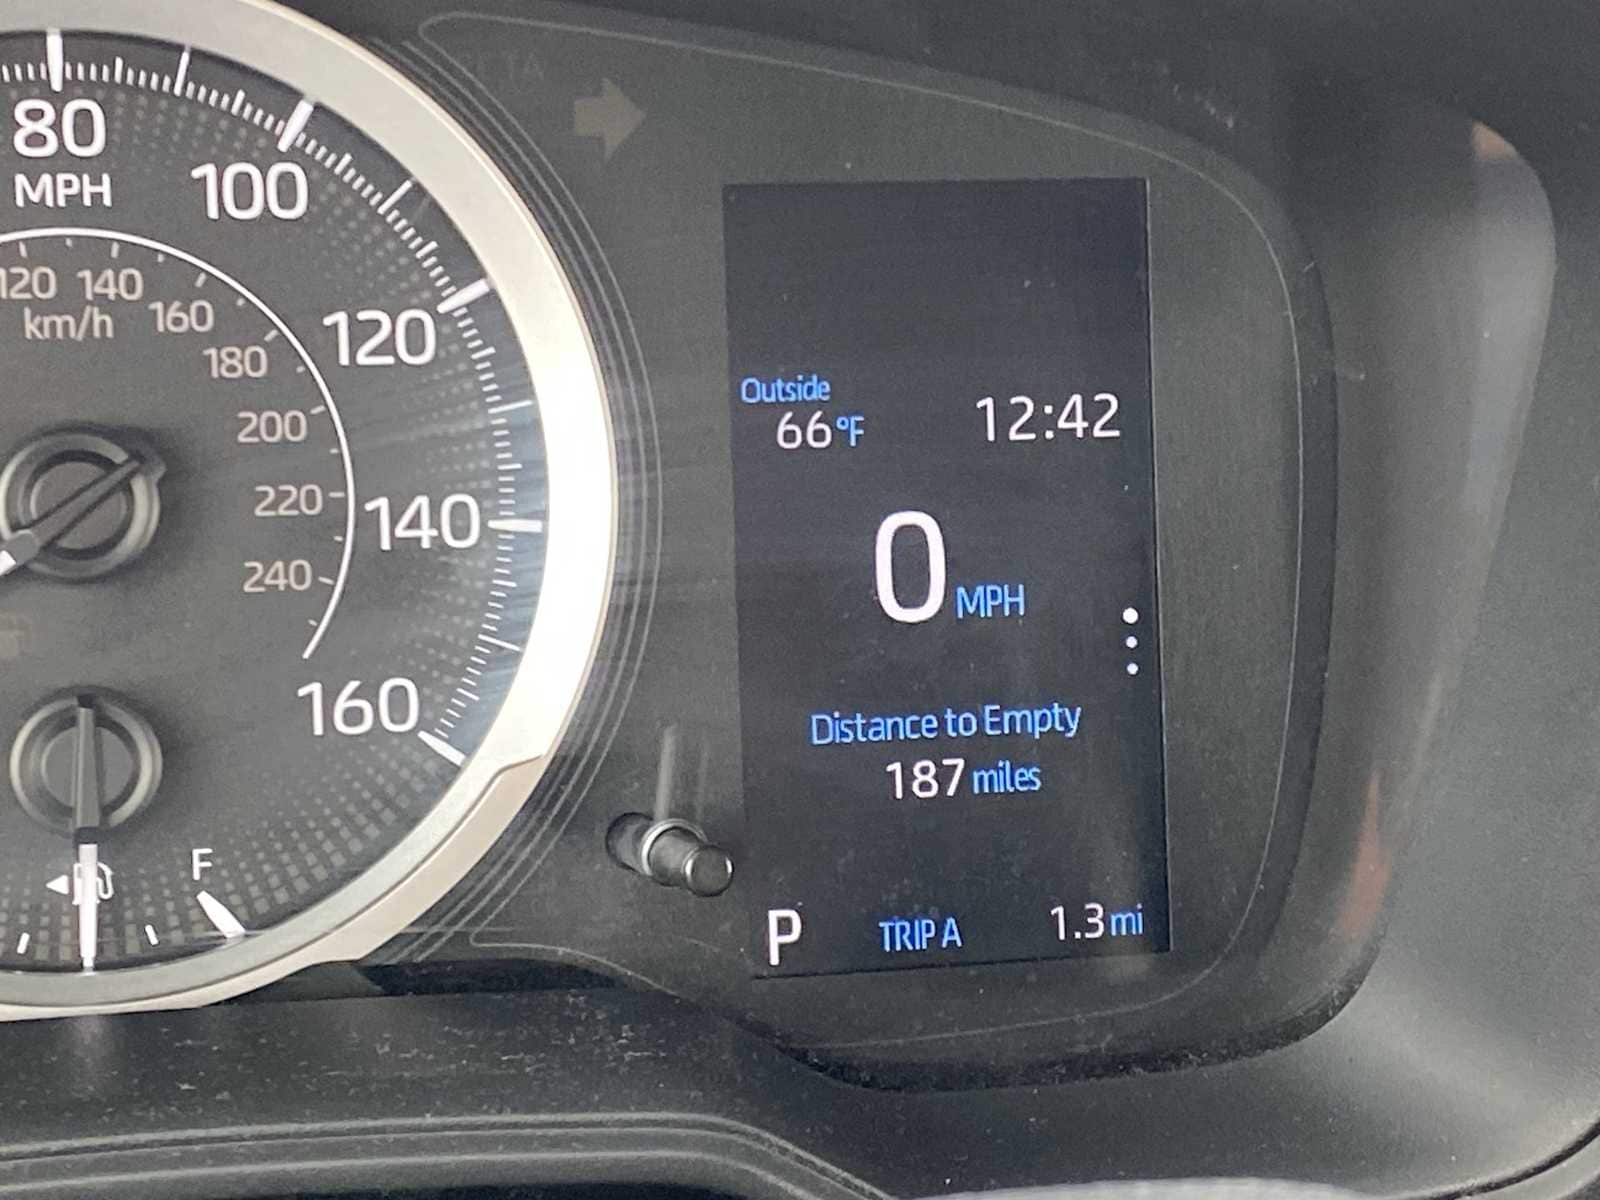 80
MPH
100
120
140
160
120
140
km/h
160
180
200
220
240
F
Outside
66°F
12:42
0 MPH
Distance to Empty
187 miles
P
TRIP A
1.3 mi